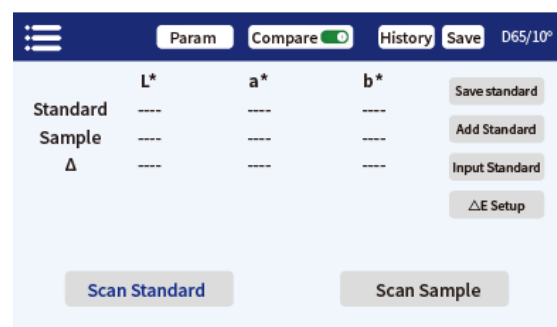 Param Compare History Save D65/10°
L* a* b*
Save standard
Standard ---- ---- ----
Add Standard
Sample ---- ---- ----
Δ ---- ---- ----
Input Standard
△E Setup
Scan Standard Scan Sample